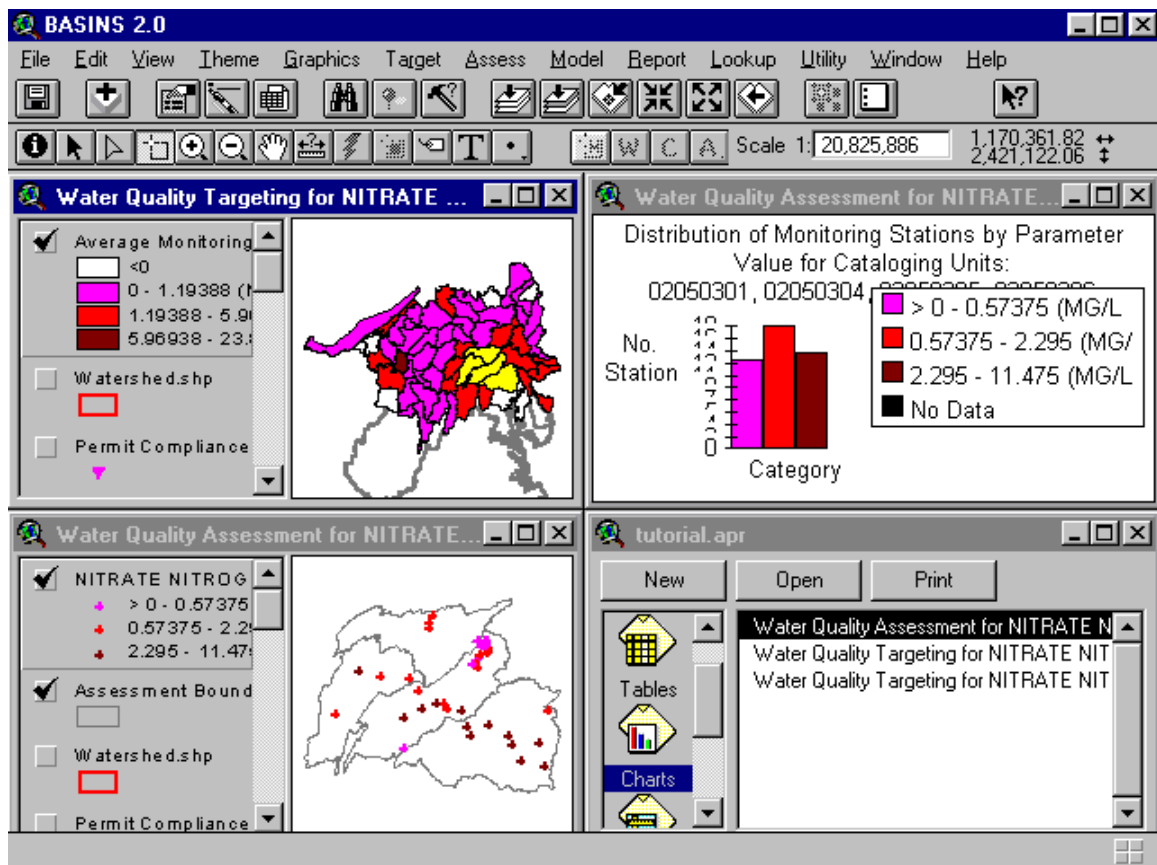 BASINS 2.0
File Edit View Theme Graphics Target Assess Model Report Lookup Utility Window Help
M W C A. Scale 1: 20,825,886 1,170,361.82
2,421,122.06
Water Quality Targeting for NITRATE ...
Average Monitoring
<0
0 - 1.19388 (M
1.19388 - 5.9
5.96938 - 23.
Watershed.shp
Permit Compliance
Water Quality Assessment for NITRATE...
Distribution of Monitoring Stations by Parameter
Value for Cataloging Units:
02050301, 02050304,
No.
Station
0
Category
> 0 - 0.57375 (MG/L
0.57375 - 2.295 (MG/
2.295 - 11.475 (MG/L
No Data
Water Quality Assessment for NITRATE...
NITRATE NITROG
> 0 - 0.57375
0.57375 - 2.2
2.295 - 11.47
Assessment Bound
Watershed.shp
Permit Compliance
tutorial.apr
New Open Print
Tables
Charts
Water Quality Assessment for NITRATE N
Water Quality Targeting for NITRATE NIT
Water Quality Targeting for NITRATE NIT